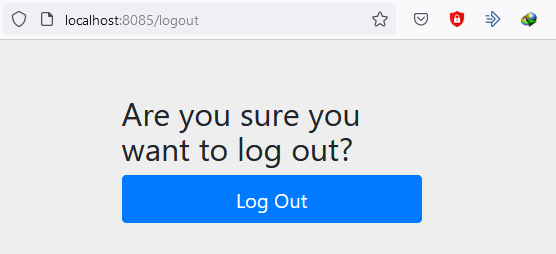 localhost:8085/logout
Are you sure you
want to log out?
Log Out